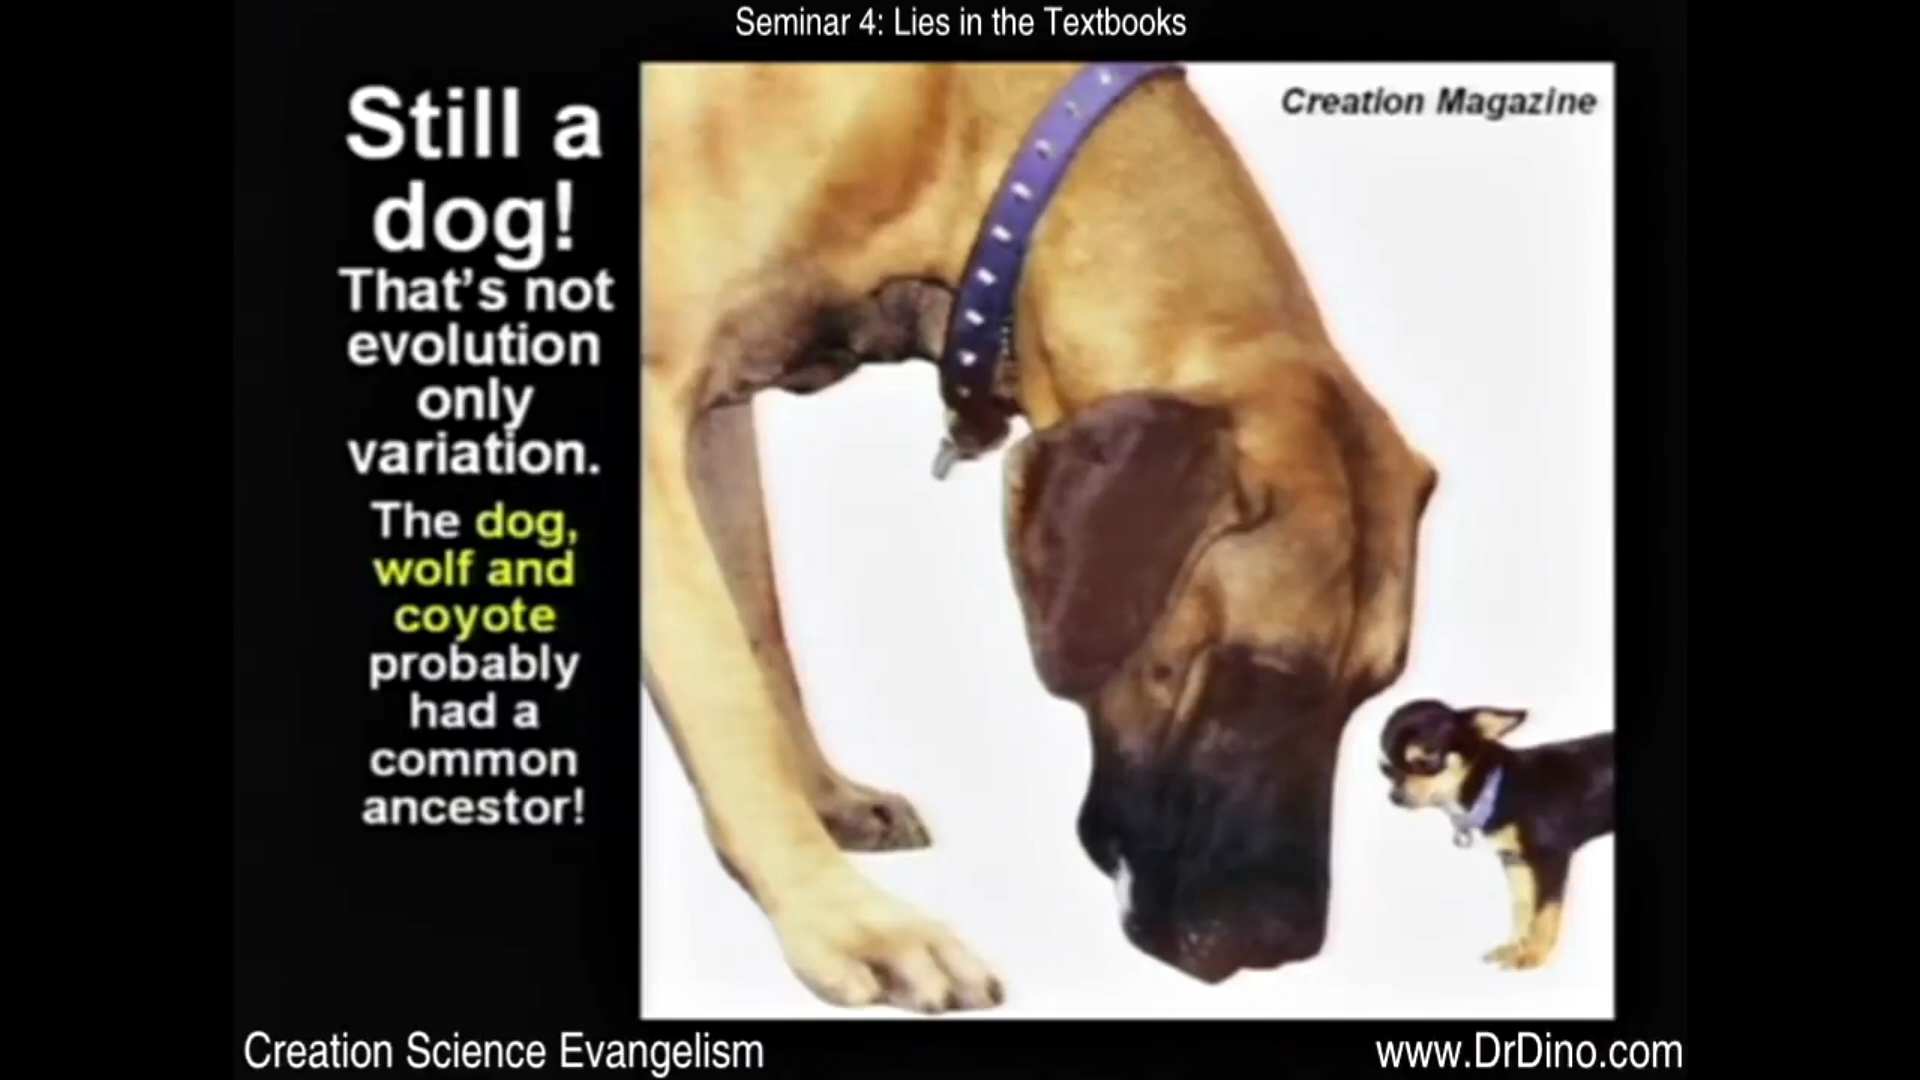 Seminar 4: Lies in the Textbooks
Still a
dog!
That's not
evolution
only
variation.
The dog,
wolf and
coyote
probably
had a
common
ancestor!
Creation Magazine
Creation Science Evangelism
www.DrDino.com